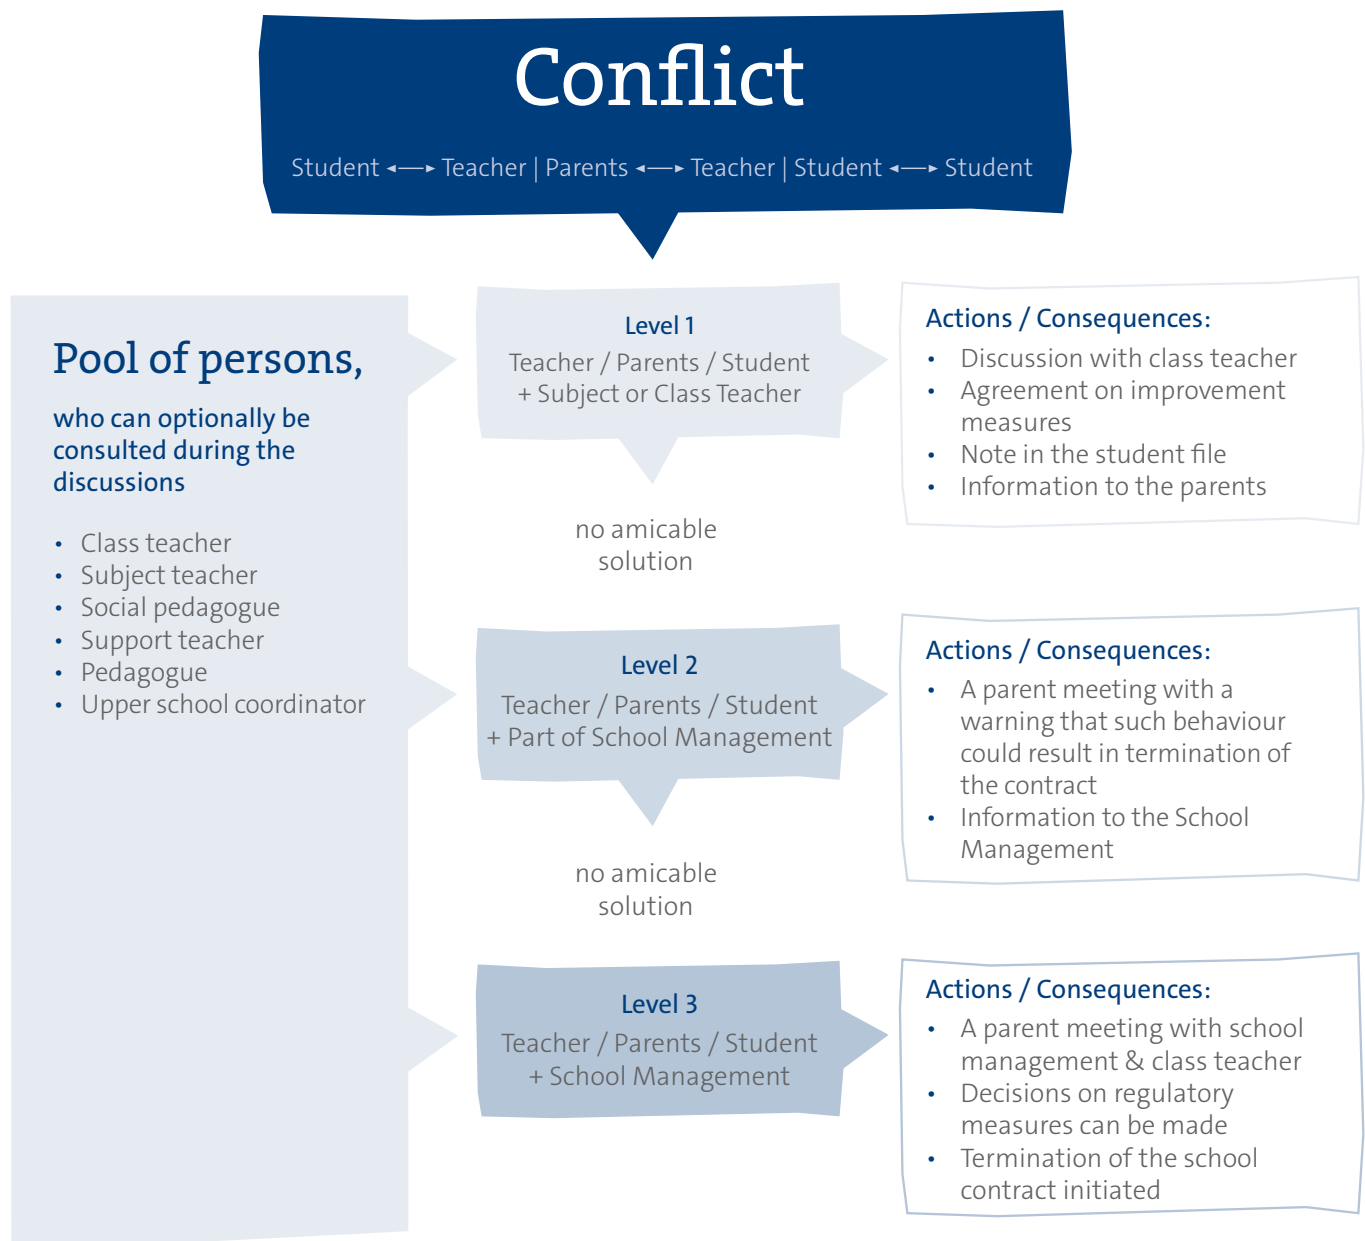 Conflict
Student ◄—► Teacher | Parents ◄—► Teacher | Student ◄—► Student
Pool of persons,
who can optionally be
consulted during the
discussions
• Class teacher
• Subject teacher
• Social pedagogue
• Support teacher
• Pedagogue
• Upper school coordinator
Level 1
Teacher / Parents / Student
+ Subject or Class Teacher
no amicable
solution
Level 2
Teacher / Parents / Student
+ Part of School Management
no amicable
solution
Level 3
Teacher / Parents / Student
+ School Management
Actions / Consequences:
• Discussion with class teacher
• Agreement on improvement
measures
• Note in the student file
• Information to the parents
Actions / Consequences:
• A parent meeting with a
warning that such behaviour
could result in termination of
the contract
• Information to the School
Management
Actions / Consequences:
• A parent meeting with school
management & class teacher
• Decisions on regulatory
measures can be made
• Termination of the school
contract initiated